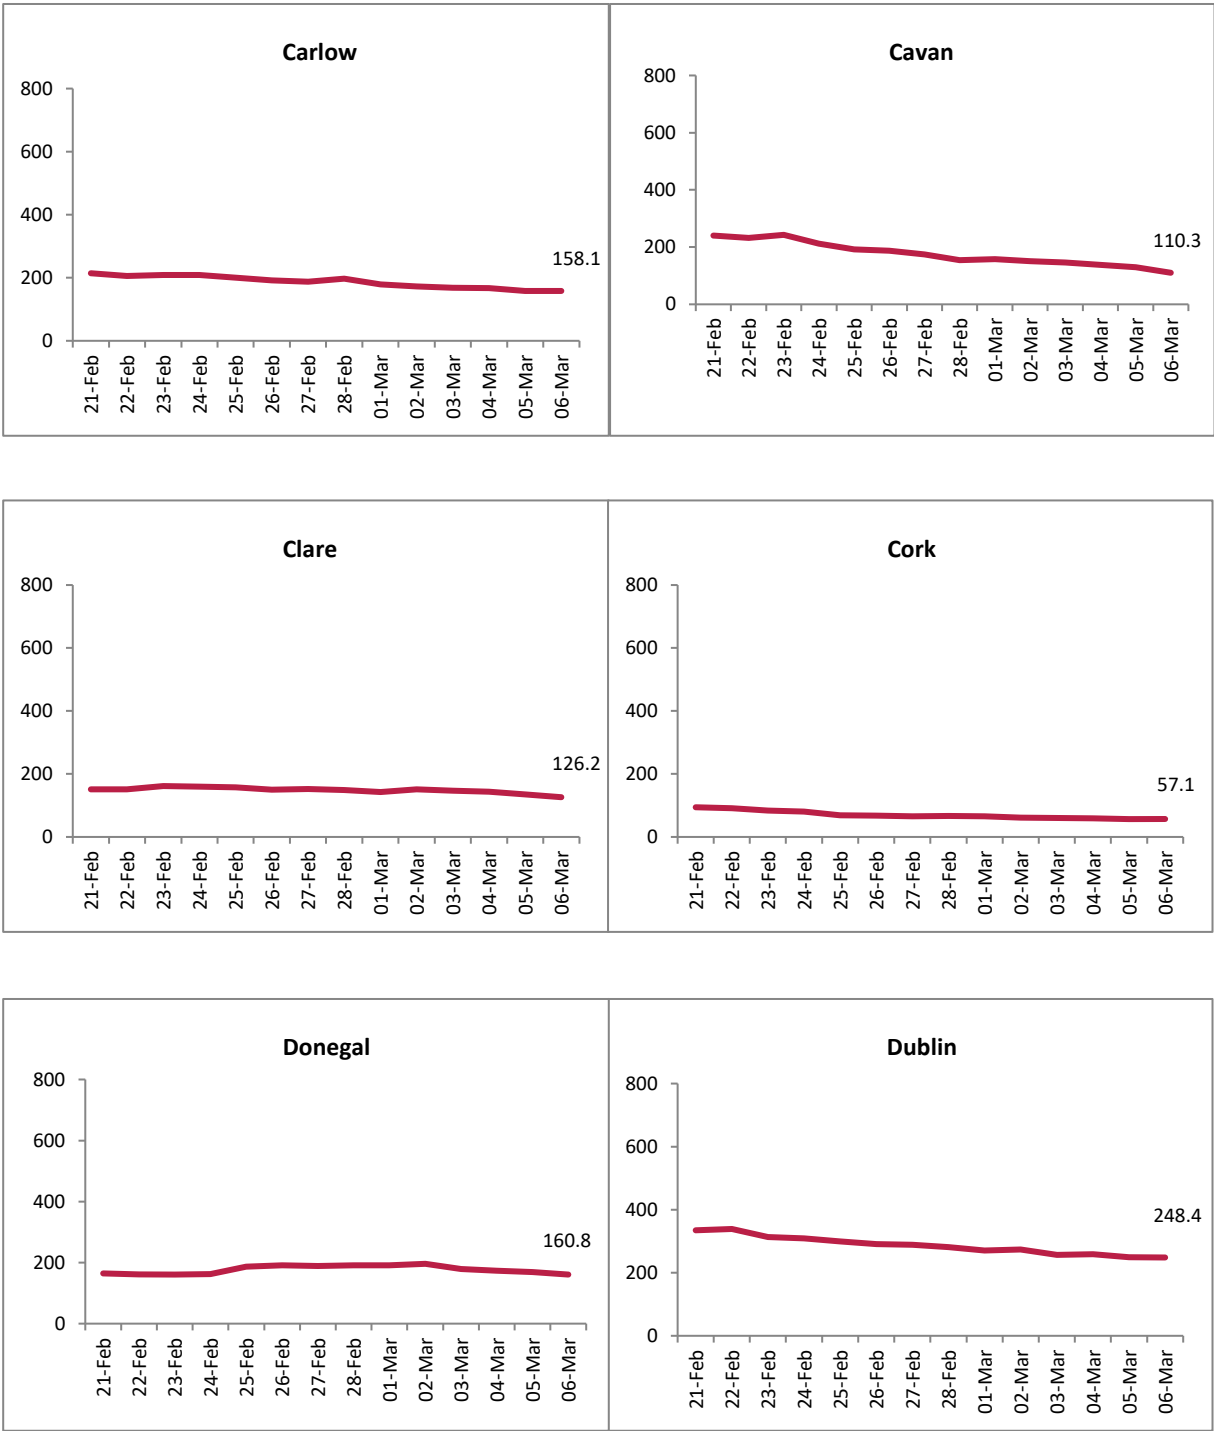 Carlow
800
600
400
200
0
158.1
21-Feb
22-Feb
23-Feb
24-Feb
25-Feb
26-Feb
27-Feb
28-Feb
01-Mar
02-Mar
03-Mar
04-Mar
05-Mar
06-Mar
Cavan
800
600
400
200
0
110.3
21-Feb
22-Feb
23-Feb
24-Feb
25-Feb
26-Feb
27-Feb
28-Feb
01-Mar
02-Mar
03-Mar
04-Mar
05-Mar
06-Mar
Clare
800
600
400
200
0
126.2
21-Feb
22-Feb
23-Feb
24-Feb
25-Feb
26-Feb
27-Feb
28-Feb
01-Mar
02-Mar
03-Mar
04-Mar
05-Mar
06-Mar
Cork
800
600
400
200
0
57.1
21-Feb
22-Feb
23-Feb
24-Feb
25-Feb
26-Feb
27-Feb
28-Feb
01-Mar
02-Mar
03-Mar
04-Mar
05-Mar
06-Mar
Donegal
800
600
400
200
0
160.8
21-Feb
22-Feb
23-Feb
24-Feb
25-Feb
26-Feb
27-Feb
28-Feb
01-Mar
02-Mar
03-Mar
04-Mar
05-Mar
06-Mar
Dublin
800
600
400
200
0
248.4
21-Feb
22-Feb
23-Feb
24-Feb
25-Feb
26-Feb
27-Feb
28-Feb
01-Mar
02-Mar
03-Mar
04-Mar
05-Mar
06-Mar